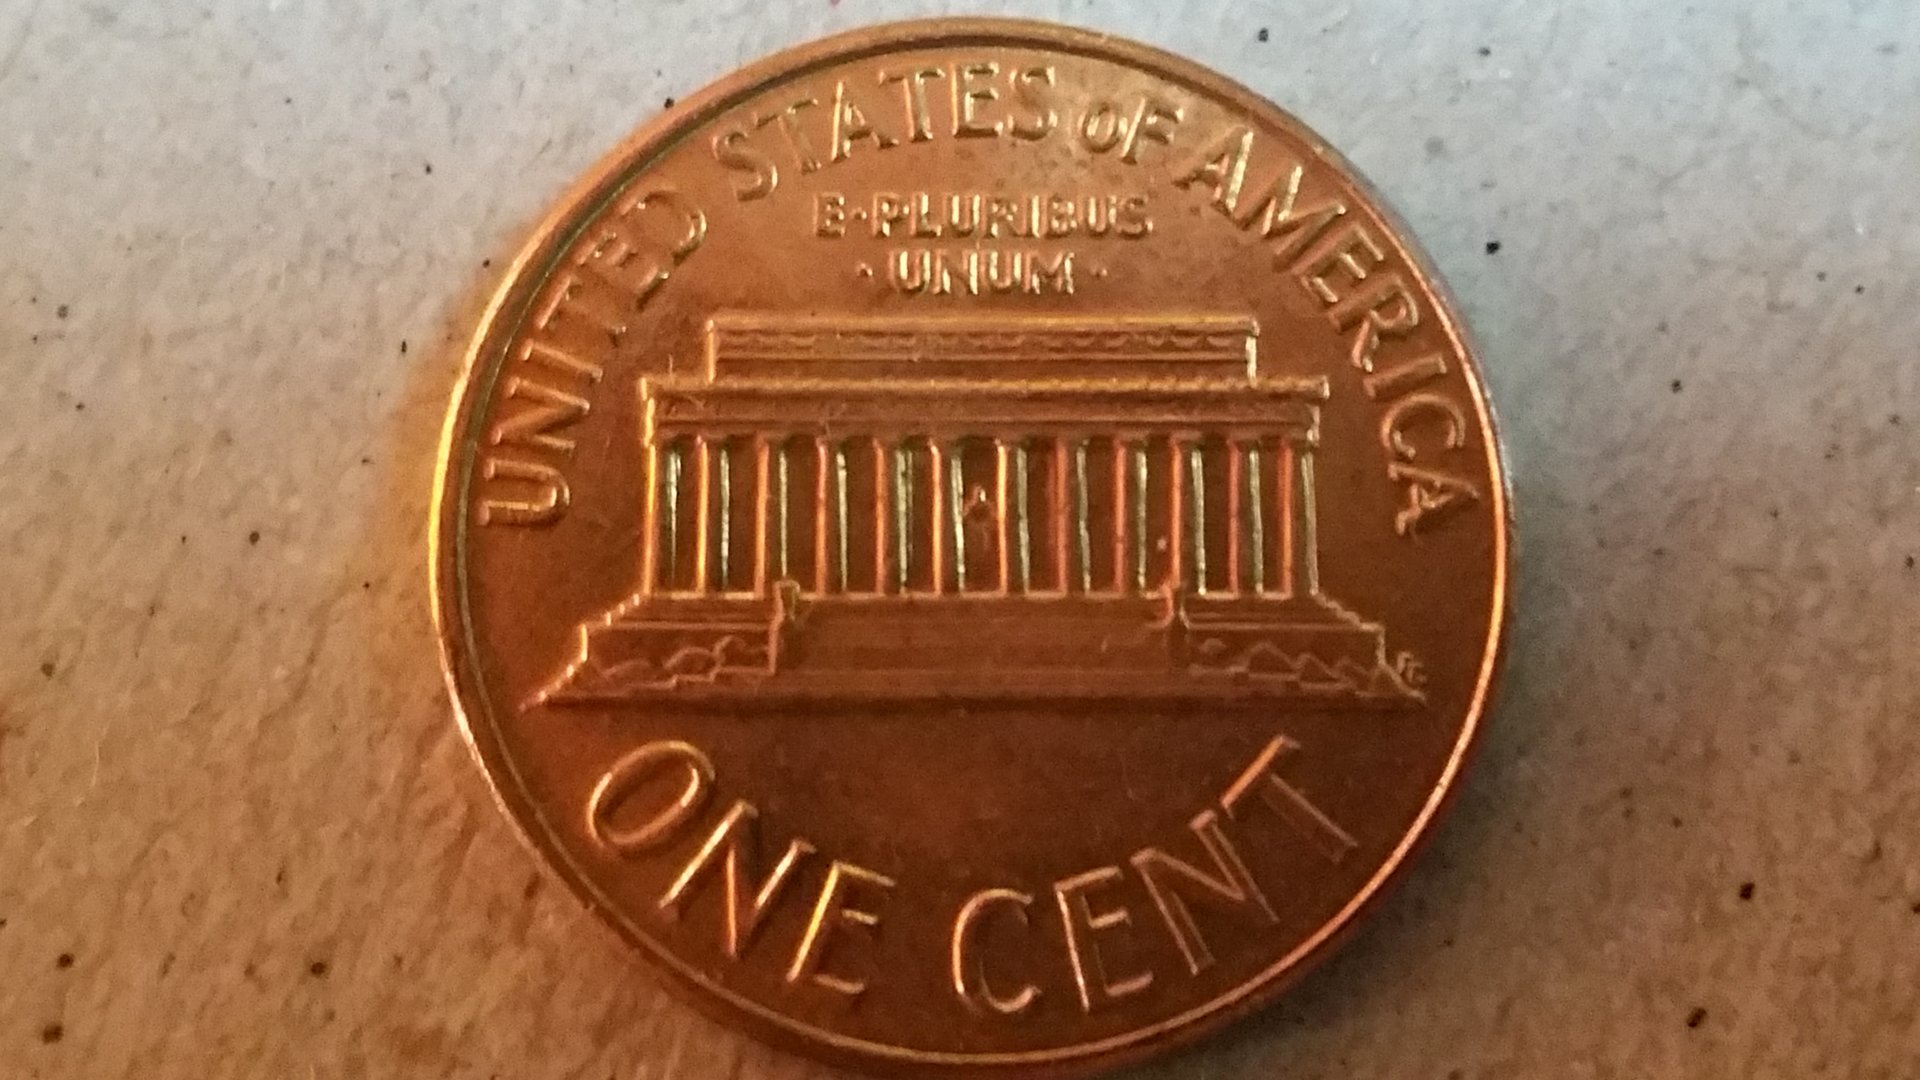 UNITED STATES OF AMERICA
E·PLURIBUS
·UNUM·
FG
ONE CENT